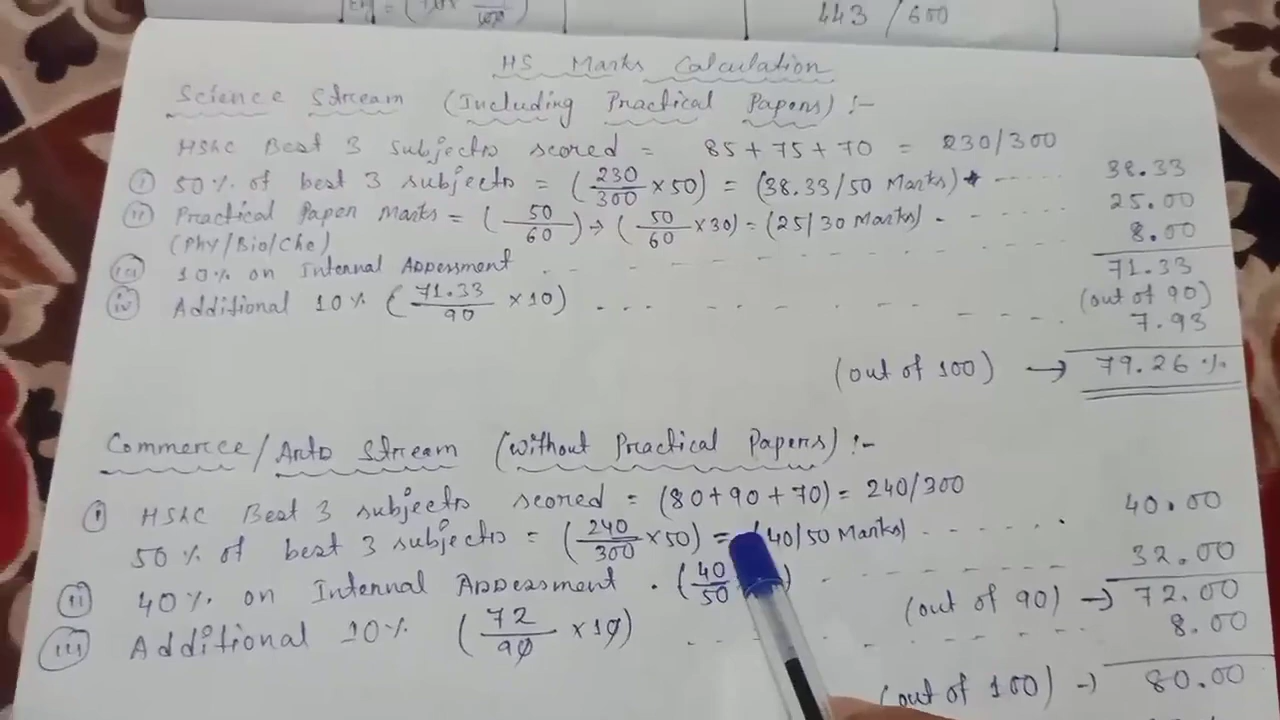 443 / 600
HS Marks Calculation
Science Stream (Including Practical Papers) :-
HSLC Best 3 subjects scored = 85 + 75 + 70 = 230/300
(i) 50% of best 3 subjects = (230/300 × 50) = (38.33/50 Marks) 38.33
(ii) Practical Paper Marks = (50/60) → (50/60 × 30) = (25/30 Marks) 25.00
(Phy/Bio/Che) 8.00
(iii) 10% on Internal Assessment 71.33
(out of 90)
(iv) Additional 10% (71.33/90 × 10) 7.93
(out of 100) → 79.26 %
Commerce/Arts Stream (Without Practical Papers) :-
(i) HSLC Best 3 subjects scored = (80 + 90 + 70) = 240/300
50% of best 3 subjects = (240/300 × 50) = (40/50 Marks) 40.00
(ii) 40% on Internal Assessment . (40/50 ) 32.00
(out of 90) → 72.00
(iii) Additional 10% (72/90 × 10) 8.00
(out of 100) → 80.00